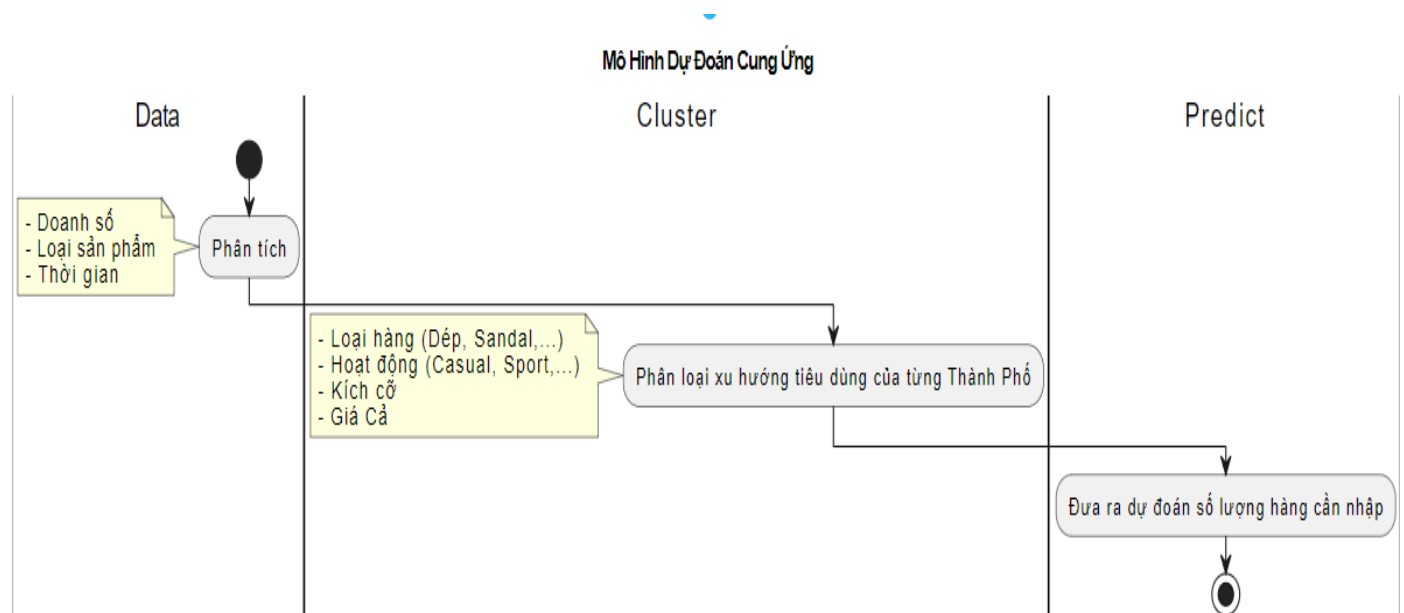 Mô Hình Dự Đoán Cung Ứng
Data
Cluster
Predict
- Doanh số
- Loại sản phẩm
- Thời gian
Phân tích
- Loại hàng (Dép, Sandal,...)
- Hoạt động (Casual, Sport,...)
- Kích cỡ
- Giá Cả
Phân loại xu hướng tiêu dùng của từng Thành Phố
Đưa ra dự đoán số lượng hàng cần nhập